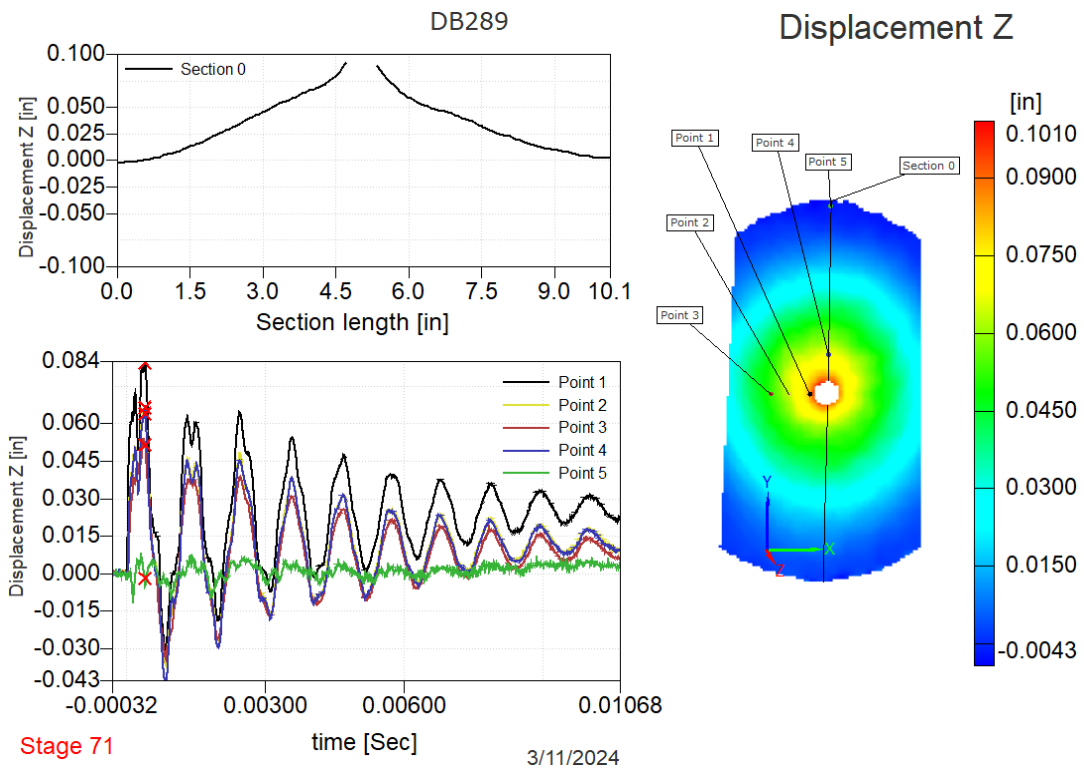 DB289
Displacement Z
0.100
0.050
0.025
0.000
-0.025
-0.050
-0.100
Displacement Z [in]
Section 0
0.0 1.5 3.0 4.5 6.0 7.5 9.0 10.1
Section length [in]
0.084
0.060
0.045
0.030
0.015
0.000
-0.015
-0.030
-0.043
Displacement Z [in]
Point 1
Point 2
Point 3
Point 4
Point 5
-0.00032 0.00300 0.00600 0.01068
time [Sec]
Stage 71
3/11/2024
Point 1
Point 4
Point 5
Section 0
Point 2
Point 3
Y
X
Z
[in]
0.1010
0.0900
0.0750
0.0600
0.0450
0.0300
0.0150
-0.0043